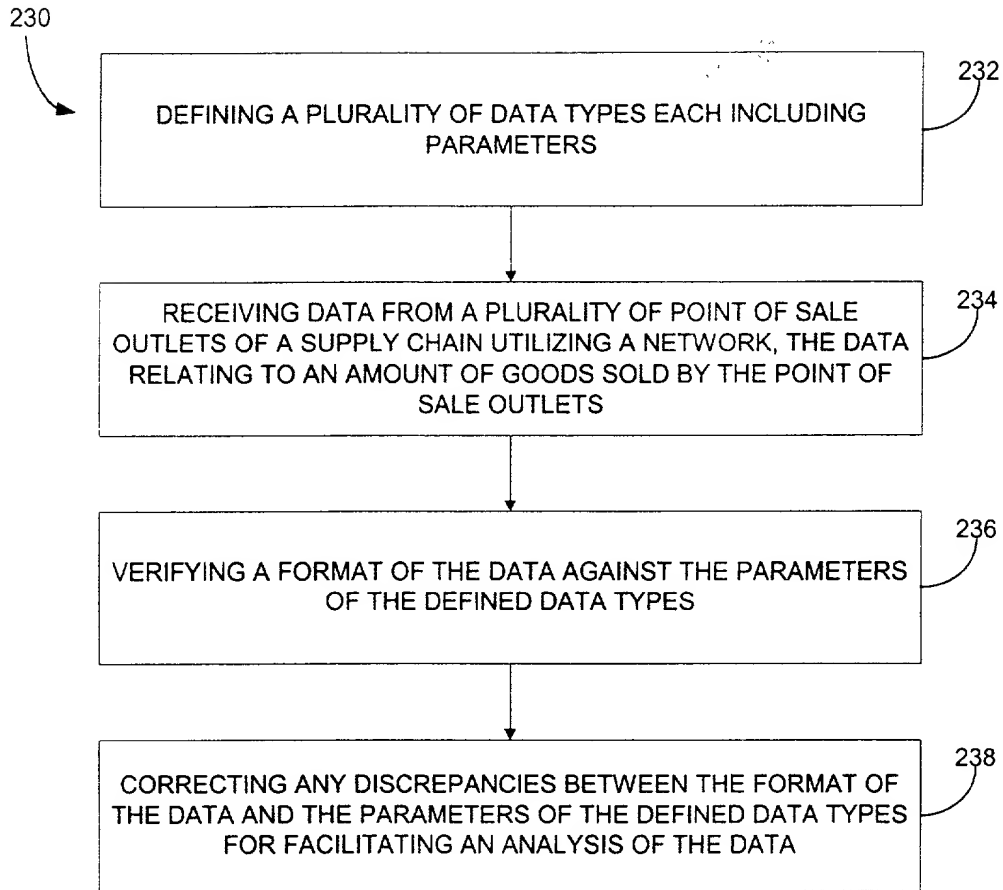 230
232
DEFINING A PLURALITY OF DATA TYPES EACH INCLUDING
PARAMETERS
234
RECEIVING DATA FROM A PLURALITY OF POINT OF SALE
OUTLETS OF A SUPPLY CHAIN UTILIZING A NETWORK, THE DATA
RELATING TO AN AMOUNT OF GOODS SOLD BY THE POINT OF
SALE OUTLETS
236
VERIFYING A FORMAT OF THE DATA AGAINST THE PARAMETERS
OF THE DEFINED DATA TYPES
238
CORRECTING ANY DISCREPANCIES BETWEEN THE FORMAT OF
THE DATA AND THE PARAMETERS OF THE DEFINED DATA TYPES
FOR FACILITATING AN ANALYSIS OF THE DATA